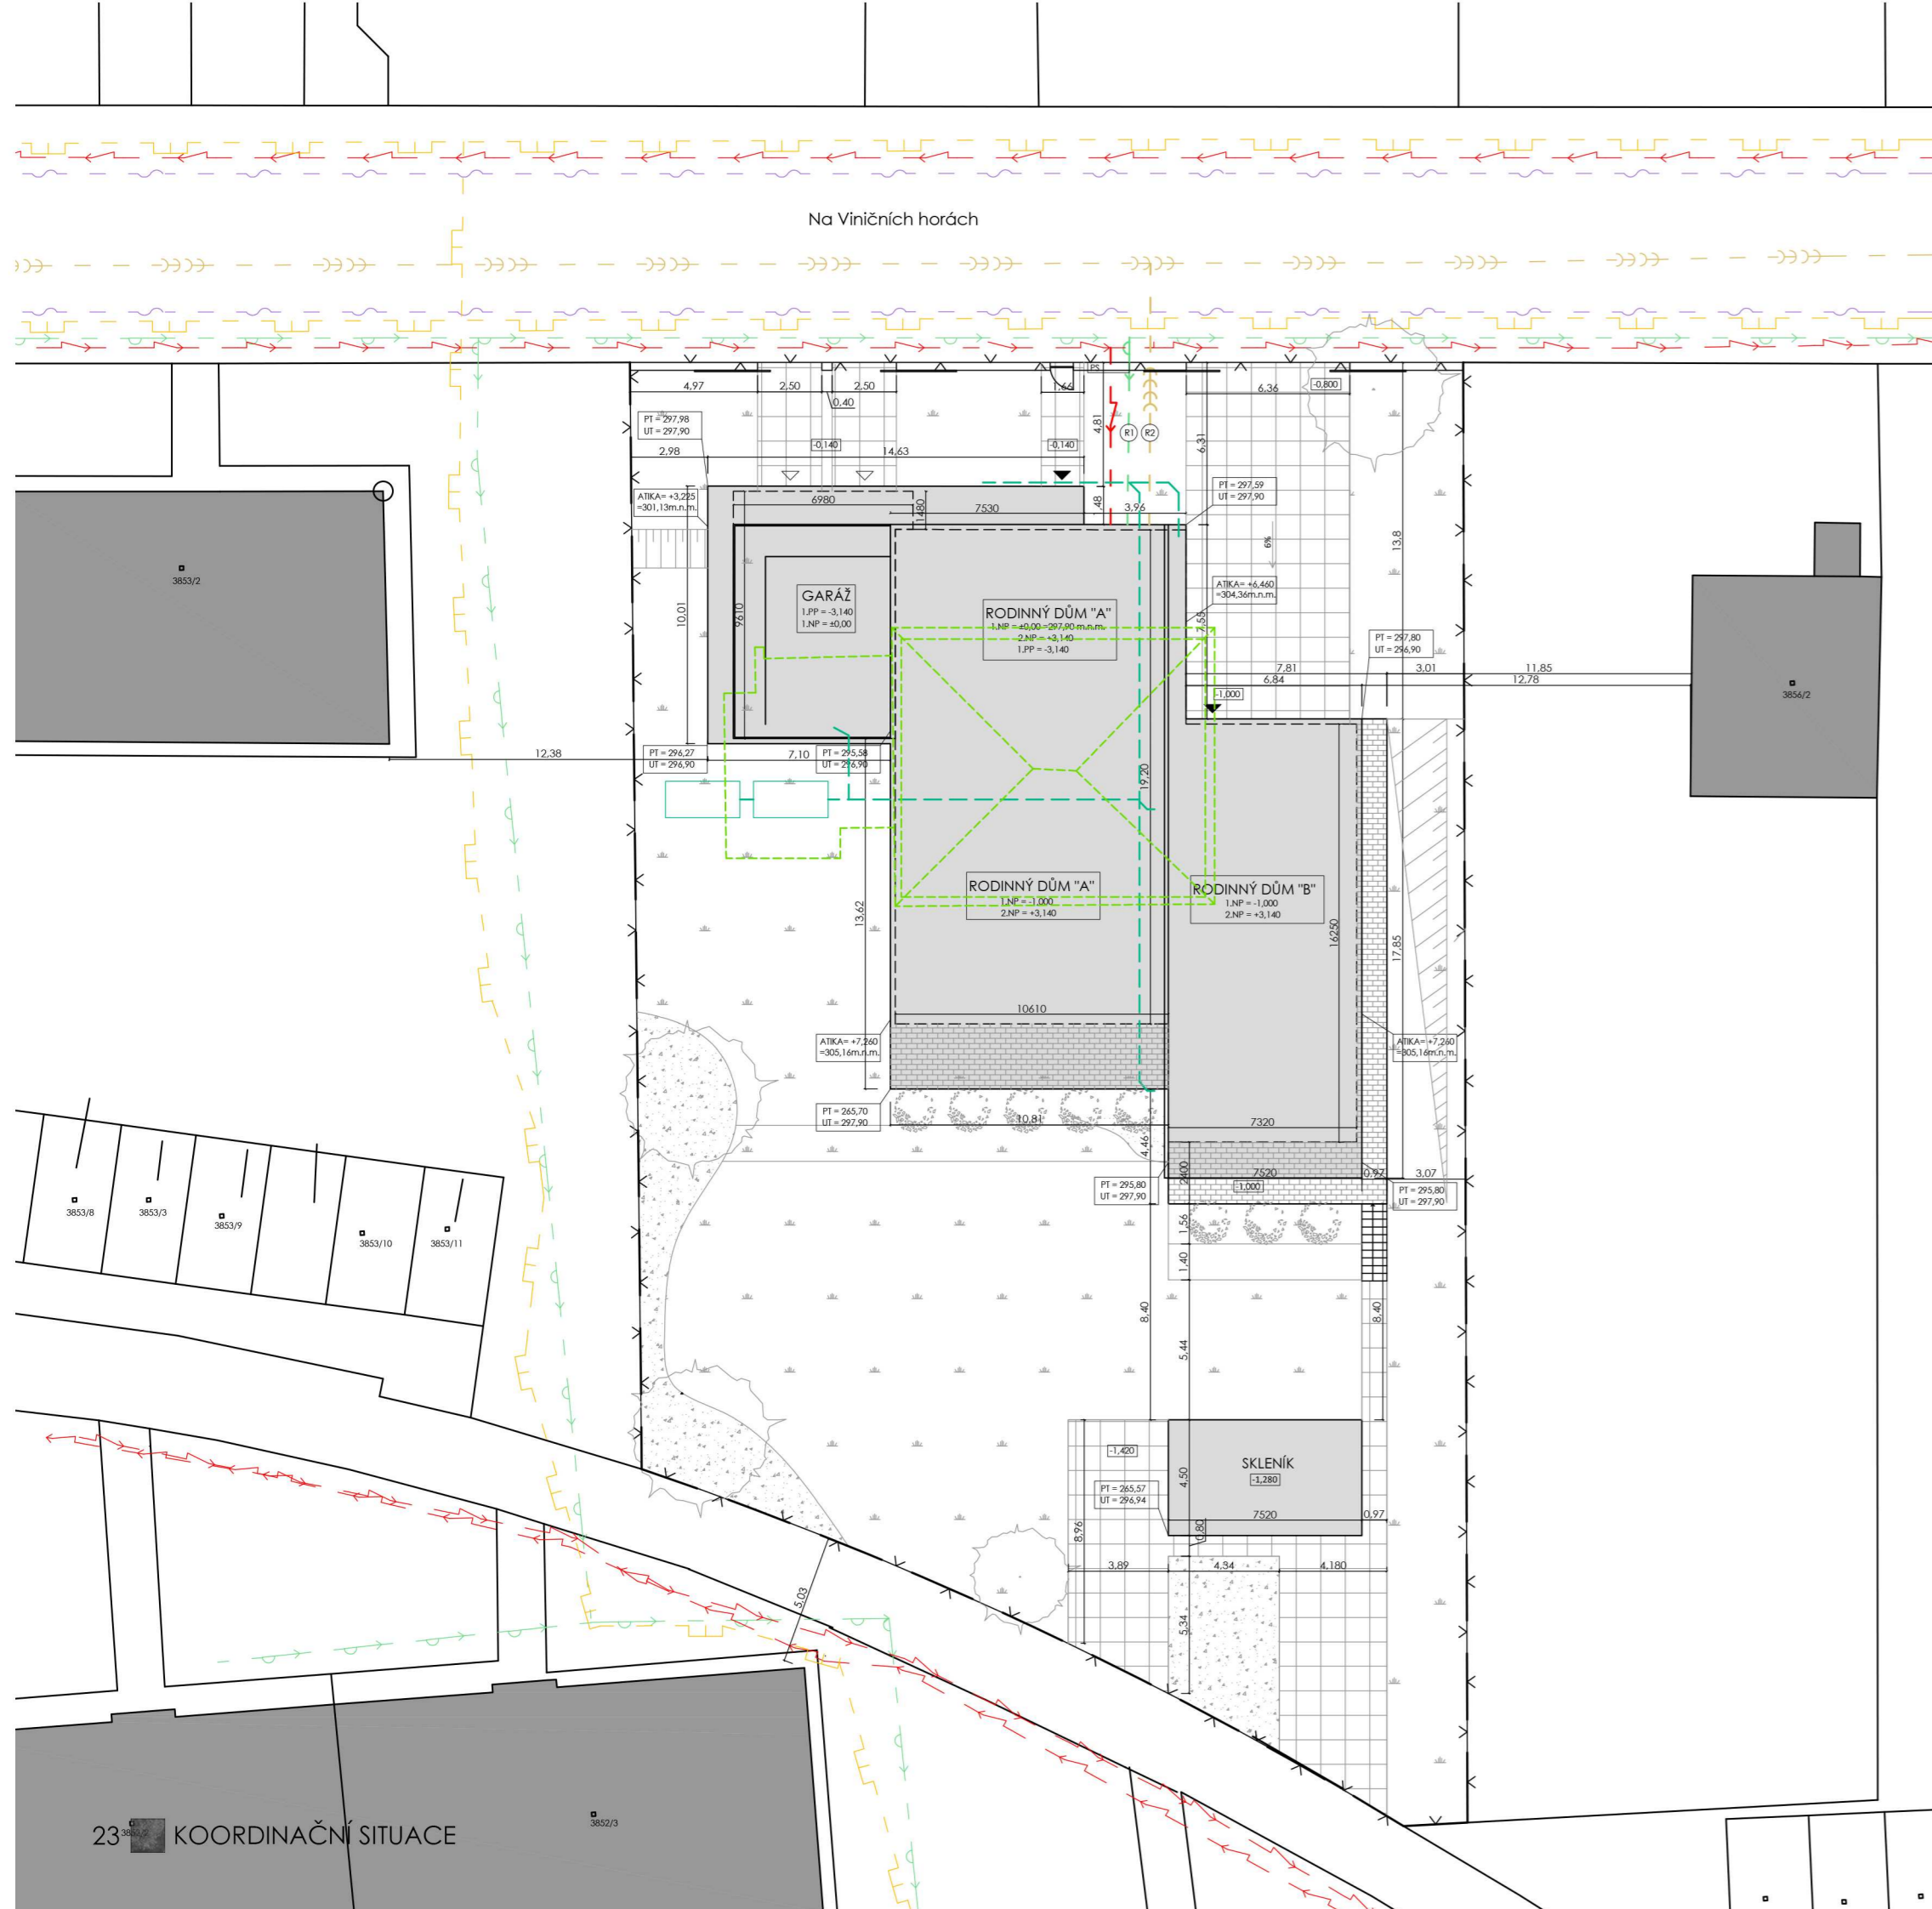 Na Viničních horách
4,97
2,50
2,50
1,66
PS
6,36
-0,800
0,40
PT = 297,98
UT = 297,90
4,81
R1
R2
6,31
-0,140
-0,140
2,98
14,63
PT = 297,59
UT = 297,90
ATIKA= +3,225
=301,13m.n.m.
6980
1480
7530
,48
3,96
6%
13,8
3853/2
10,01
9610
GARÁŽ
1.PP = -3,140
1.NP = ±0,00
RODINNÝ DŮM "A"
1.NP = ±0,00 =297,90 m.n.m.
2.NP = +3,140
1.PP = -3,140
ATIKA= +6,460
=304,36m.n.m.
7,55
PT = 297,80
UT = 296,90
7,81
3,01
11,85
6,84
12,78
-1,000
3856/2
12,38
PT = 296,27
UT = 296,90
7,10
PT = 295,58
UT = 296,90
19,20
RODINNÝ DŮM "A"
1.NP = -1,000
2.NP = +3,140
RODINNÝ DŮM "B"
1.NP = -1,000
2.NP = +3,140
13,62
16250
17,85
10610
ATIKA= +7,260
=305,16m.n.m.
ATIKA= +7,260
=305,16m.n.m.
PT = 265,70
UT = 297,90
10,81
7320
4,46
2400
7520
0,97
3,07
PT = 295,80
UT = 297,90
-1,000
PT = 295,80
UT = 297,90
3853/8
3853/3
3853/9
3853/10
3853/11
1,56
1,40
8,40
8,40
5,44
-1,420
SKLENÍK
-1,280
4,50
PT = 265,57
UT = 296,94
7520
0,97
8,96
0,80
3,89
4,34
4,180
5,03
5,34
3852/3
23 KOORDINAČNÍ SITUACE